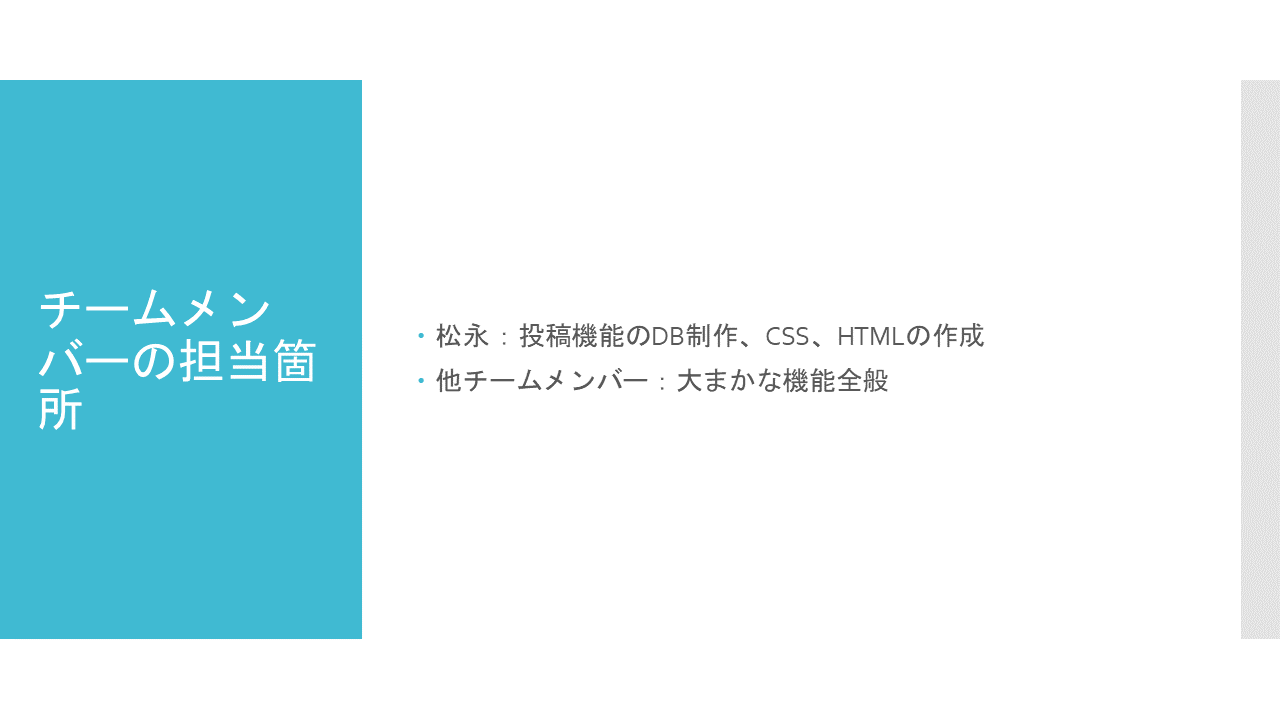 チームメン
バーの担当箇
所
• 松永：投稿機能のDB制作、CSS、HTMLの作成
• 他チームメンバー：大まかな機能全般